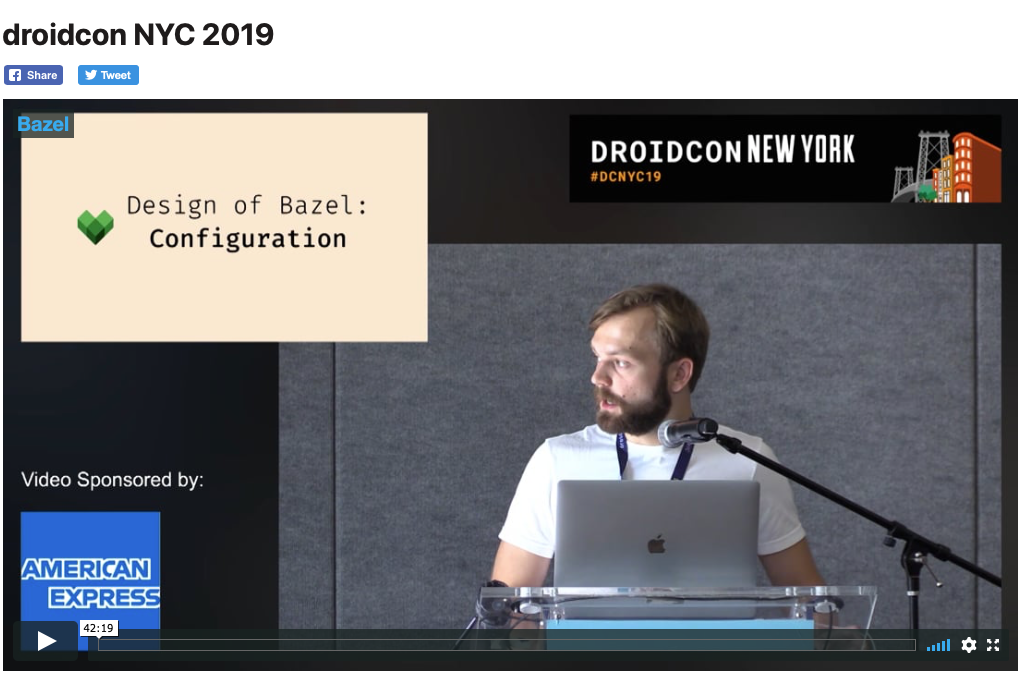 droidcon NYC 2019
Share
Tweet
Bazel
Design of Bazel:
Configuration
DROIDCON NEW YORK
#DCNYC19
Video Sponsored by:
AMERICAN
EXPRESS
42:19